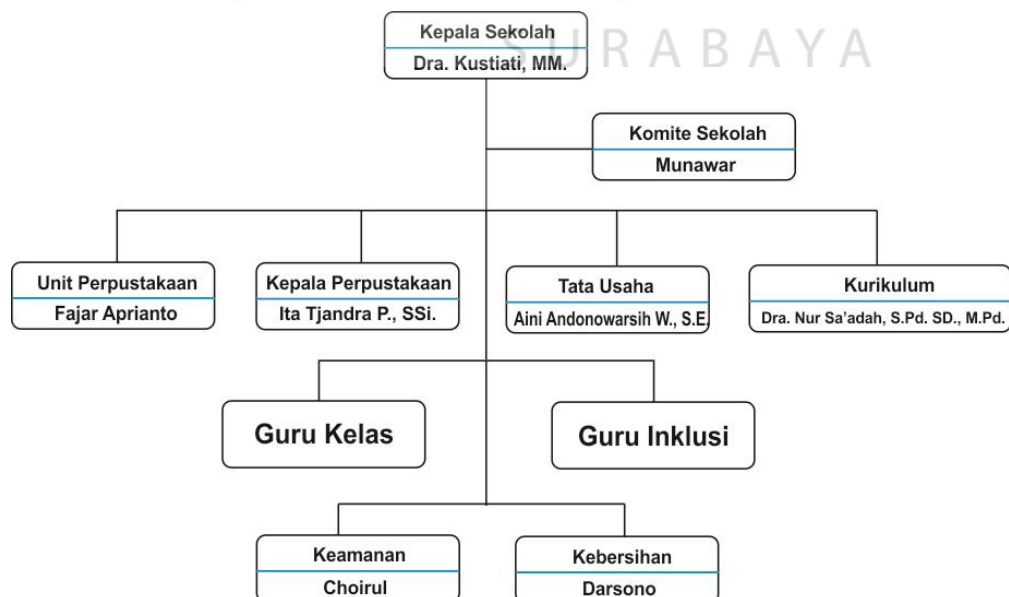 SURABAYA
Kepala Sekolah
Dra. Kustiati, MM.
Komite Sekolah
Munawar
Unit Perpustakaan
Fajar Aprianto
Kepala Perpustakaan
Ita Tjandra P., SSi.
Tata Usaha
Aini Andonowarsih W., S.E.
Kurikulum
Dra. Nur Sa'adah, S.Pd. SD., M.Pd.
Guru Kelas
Guru Inklusi
Keamanan
Choirul
Kebersihan
Darsono